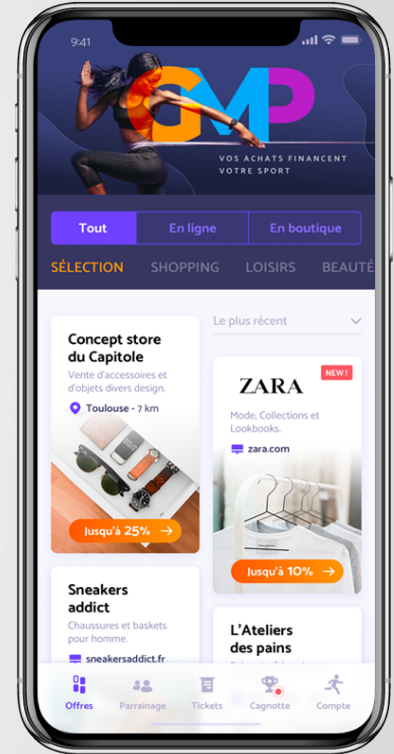 9:41
GMP
VOS ACHATS FINANCENT
VOTRE SPORT
Tout
En ligne
En boutique
SÉLECTION
SHOPPING
LOISIRS
BEAUTÉ
Le plus récent
Concept store
du Capitole
Vente d'accessoires et
d'objets divers design.
Toulouse - 7 km
Jusqu'à 25% →
NEW !
ZARA
Mode, Collections et
Lookbooks.
zara.com
Jusqu'à 10% →
Sneakers
addict
Chaussures et baskets
pour homme.
sneakersaddict.fr
L'Ateliers
des pains
Offres
Parrainage
Tickets
Cagnotte
Compte